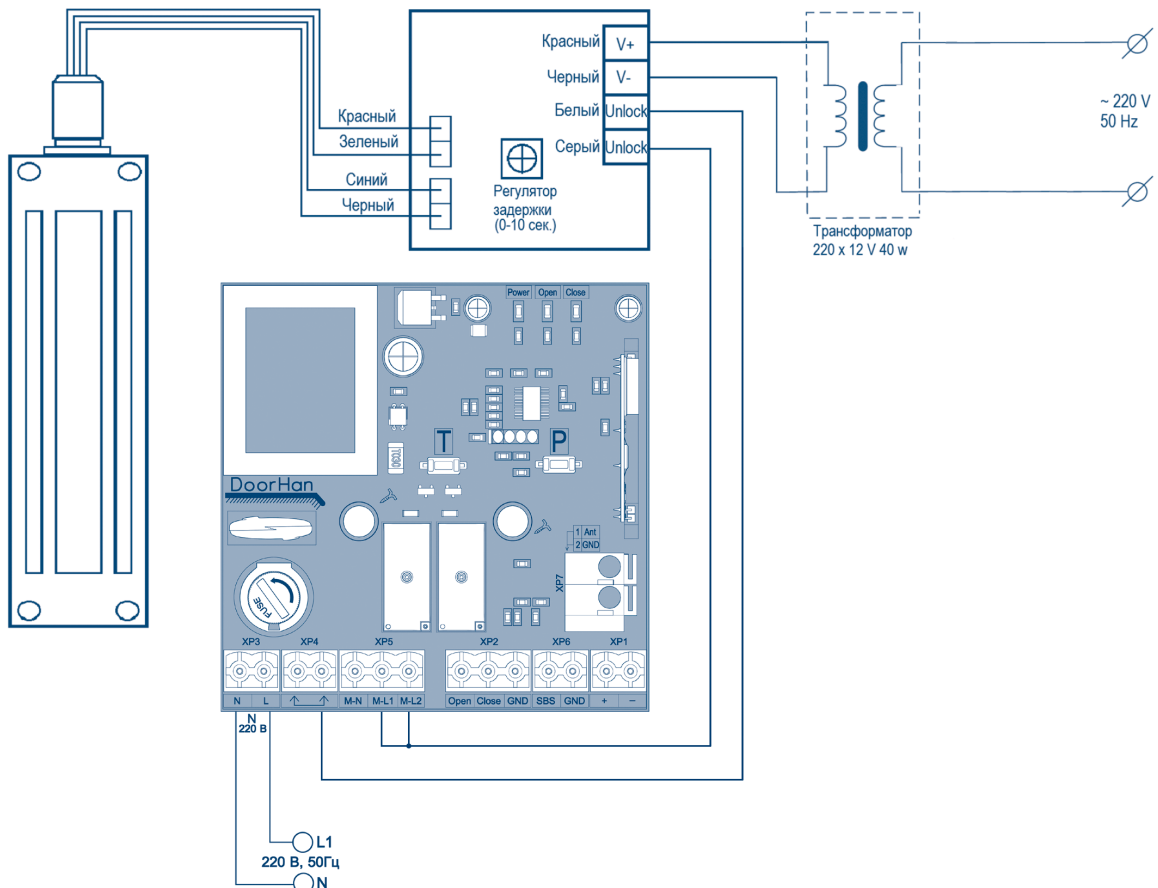 Красный
V+
Черный
V-
Белый
Unlock
Серый
Unlock
Красный
Зеленый
Синий
Черный
Регулятор
задержки
(0-10 сек.)
~ 220 V
50 Hz
Трансформатор
220 x 12 V 40 w
Power Open Close
T P
TC30
DoorHan
1 Ant
2 GND
XP7
FUSE
XP3 XP4 XP5 XP2 XP6 XP1
N L M-N M-L1 M-L2 Open Close GND SBS GND + −
N
220 В
L1
220 В, 50Гц
N